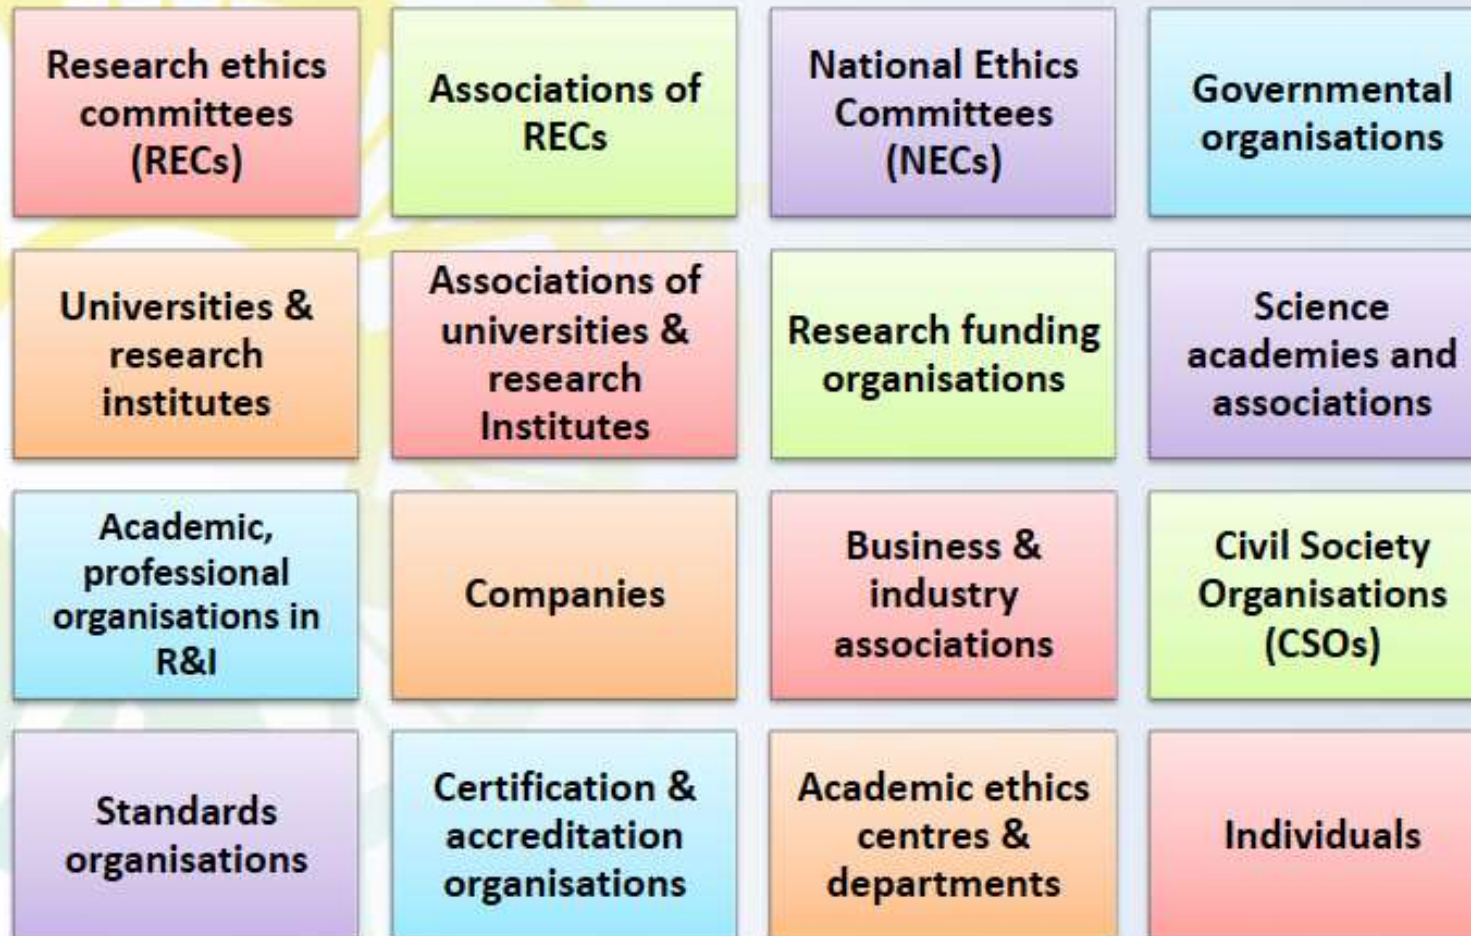 Research ethics
committees
(RECs)
Associations of
RECs
National Ethics
Committees
(NECs)
Governmental
organisations
Universities &
research
institutes
Associations of
universities &
research
Institutes
Research funding
organisations
Science
academies and
associations
Academic,
professional
organisations in
R&I
Companies
Business &
industry
associations
Civil Society
Organisations
(CSOs)
Standards
organisations
Certification &
accreditation
organisations
Academic ethics
centres &
departments
Individuals